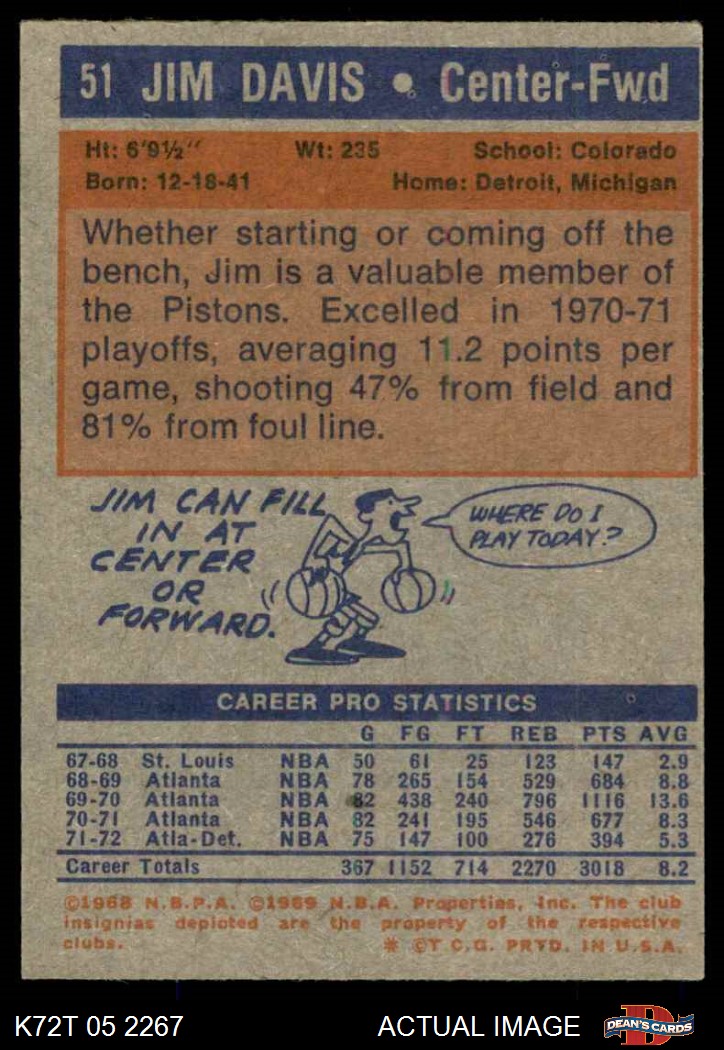 51 JIM DAVIS • Center-Fwd
Ht: 6'9½" Wt: 235 School: Colorado
Born: 12-18-41 Home: Detroit, Michigan
Whether starting or coming off the
bench, Jim is a valuable member of
the Pistons. Excelled in 1970-71
playoffs, averaging 11.2 points per
game, shooting 47% from field and
81% from foul line.
JIM CAN FILL
IN AT
CENTER
OR
FORWARD.
WHERE DO I
PLAY TODAY?
CAREER PRO STATISTICS
G FG FT REB PTS AVG
67-68 St. Louis NBA 50 61 25 123 147 2.9
68-69 Atlanta NBA 78 265 154 529 684 8.8
69-70 Atlanta NBA 82 438 240 796 1116 13.6
70-71 Atlanta NBA 82 241 195 546 677 8.3
71-72 Atla-Det. NBA 75 147 100 276 394 5.3
Career Totals 367 1152 714 2270 3018 8.2
©1968 N.B.P.A. ©1969 N.B.A. Properties, Inc. The club
insignias depicted are the property of the respective
clubs. * ©T.C.G. PRTD. IN U.S.A.
K72T 05 2267 ACTUAL IMAGE D DEAN'S CARDS